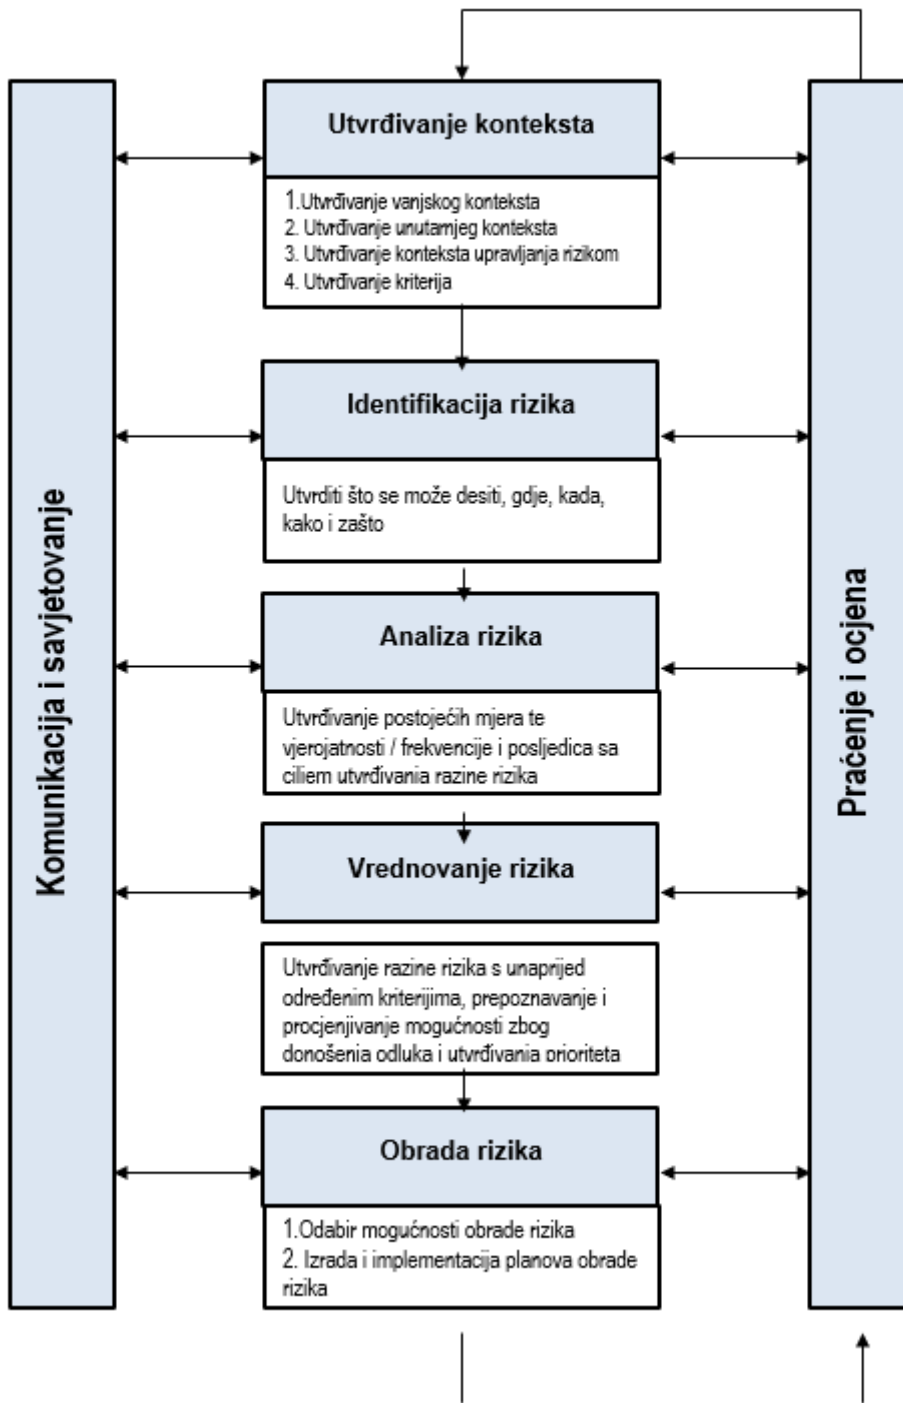 Utvrđivanje konteksta
1.Utvrđivanje vanjskog konteksta
2. Utvrđivanje unutarnjeg konteksta
3. Utvrđivanje konteksta upravljanja rizikom
4. Utvrđivanje kriterija
Identifikacija rizika
Utvrditi što se može desiti, gdje, kada,
kako i zašto
Analiza rizika
Utvrđivanje postojećih mjera te
vjerojatnosti / frekvencije i posljedica sa
ciljem utvrđivanja razine rizika
Vrednovanje rizika
Utvrđivanje razine rizika s unaprijed
određenim kriterijima, prepoznavanje i
procjenjivanje mogućnosti zbog
donošenja odluka i utvrđivanja prioriteta
Obrada rizika
1.Odabir mogućnosti obrade rizika
2. Izrada i implementacija planova obrade
rizika
Komunikacija i savjetovanje
Praćenje i ocjena